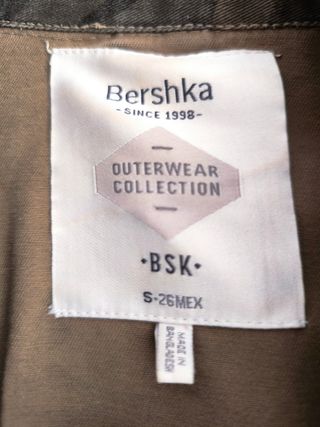 Bershka
-SINCE 1998-
OUTERWEAR
COLLECTION
•BSK•
S-26MEX
MADE IN
BANGLADESH